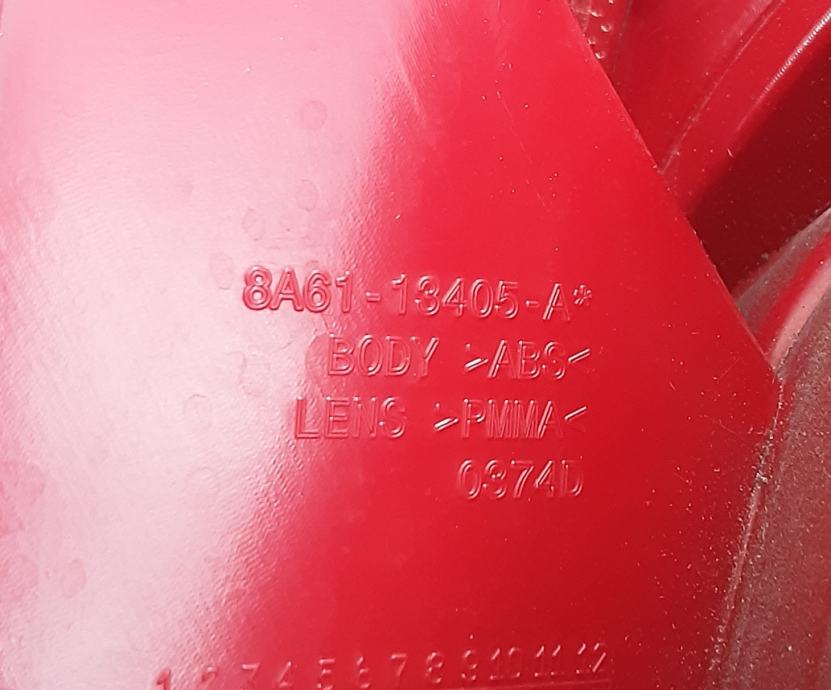 8A61-13405-A*
BODY >ABS<
LENS >PMMA<
0374D
1 2 3 4 5 6 7 8 9 10 11 12